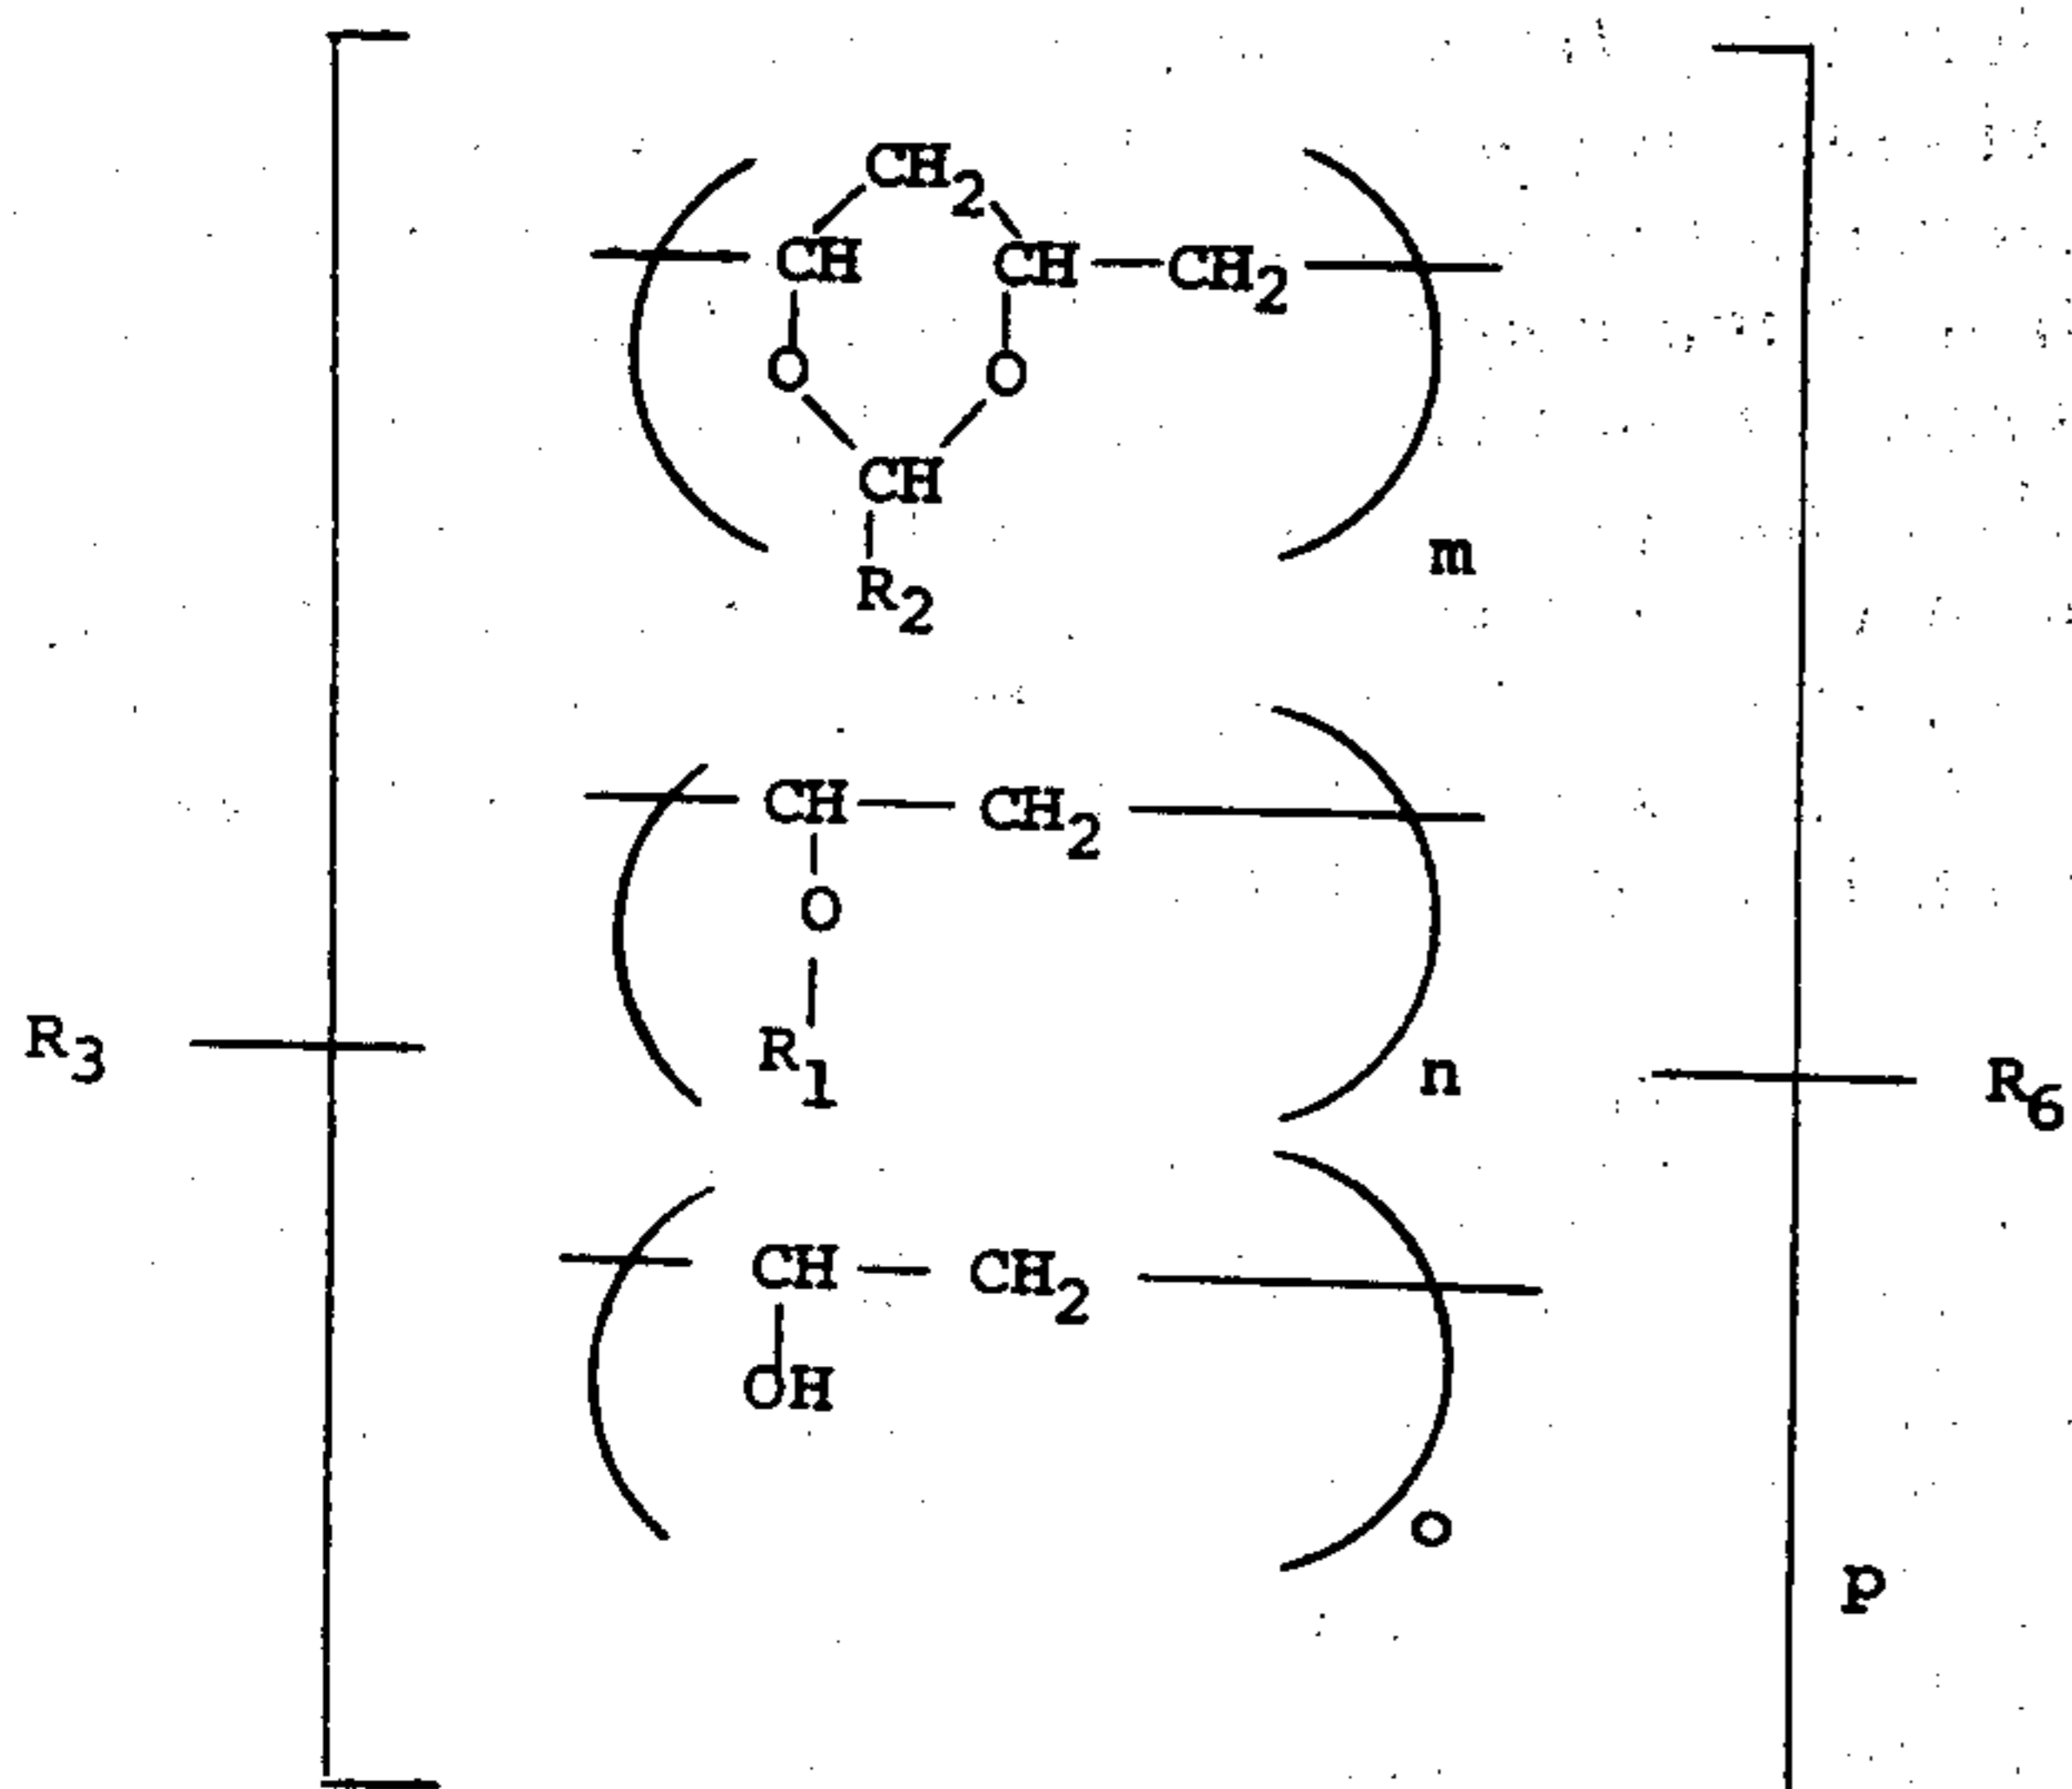 CH2
CH CH—CH2
O O
CH
R2
m
CH—CH2
O
R3 R1 n R6
CH—CH2
OH
o
p